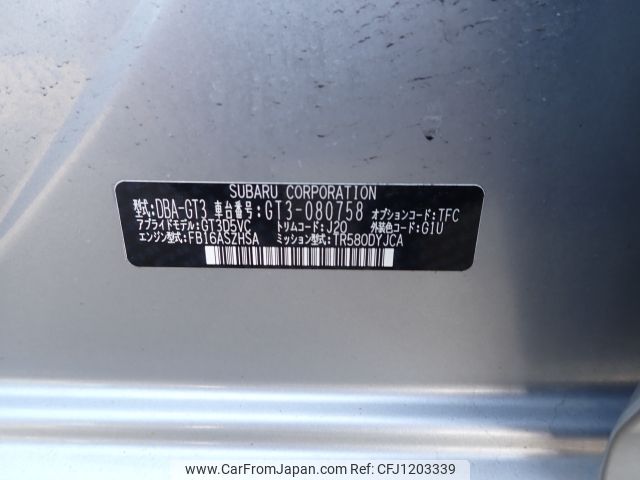 SUBARU CORPORATION
型式:DBA-GT3 車台番号:GT3-080758 オプションコード:TFC
アプライドモデル:GT3D5VC トリムコード:J20 外装色コード:G1U
エンジン型式:FB16ASZHSA ミッション型式:TR580DYJCA
www.CarFromJapan.com - CFJ1203339